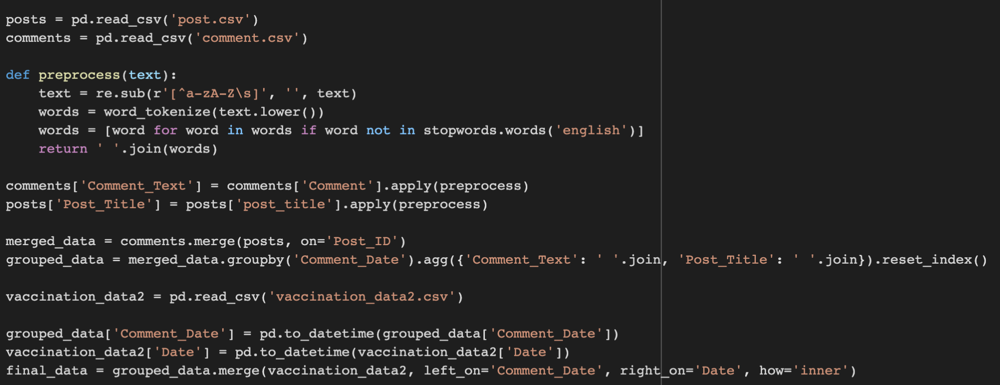 posts = pd.read_csv('post.csv')
comments = pd.read_csv('comment.csv')
def preprocess(text):
    text = re.sub(r'[^a-zA-Z\s]', '', text)
    words = word_tokenize(text.lower())
    words = [word for word in words if word not in stopwords.words('english')]
    return ' '.join(words)
comments['Comment_Text'] = comments['Comment'].apply(preprocess)
posts['Post_Title'] = posts['post_title'].apply(preprocess)
merged_data = comments.merge(posts, on='Post_ID')
grouped_data = merged_data.groupby('Comment_Date').agg({'Comment_Text': ' '.join, 'Post_Title': ' '.join}).reset_index()
vaccination_data2 = pd.read_csv('vaccination_data2.csv')
grouped_data['Comment_Date'] = pd.to_datetime(grouped_data['Comment_Date'])
vaccination_data2['Date'] = pd.to_datetime(vaccination_data2['Date'])
final_data = grouped_data.merge(vaccination_data2, left_on='Comment_Date', right_on='Date', how='inner')